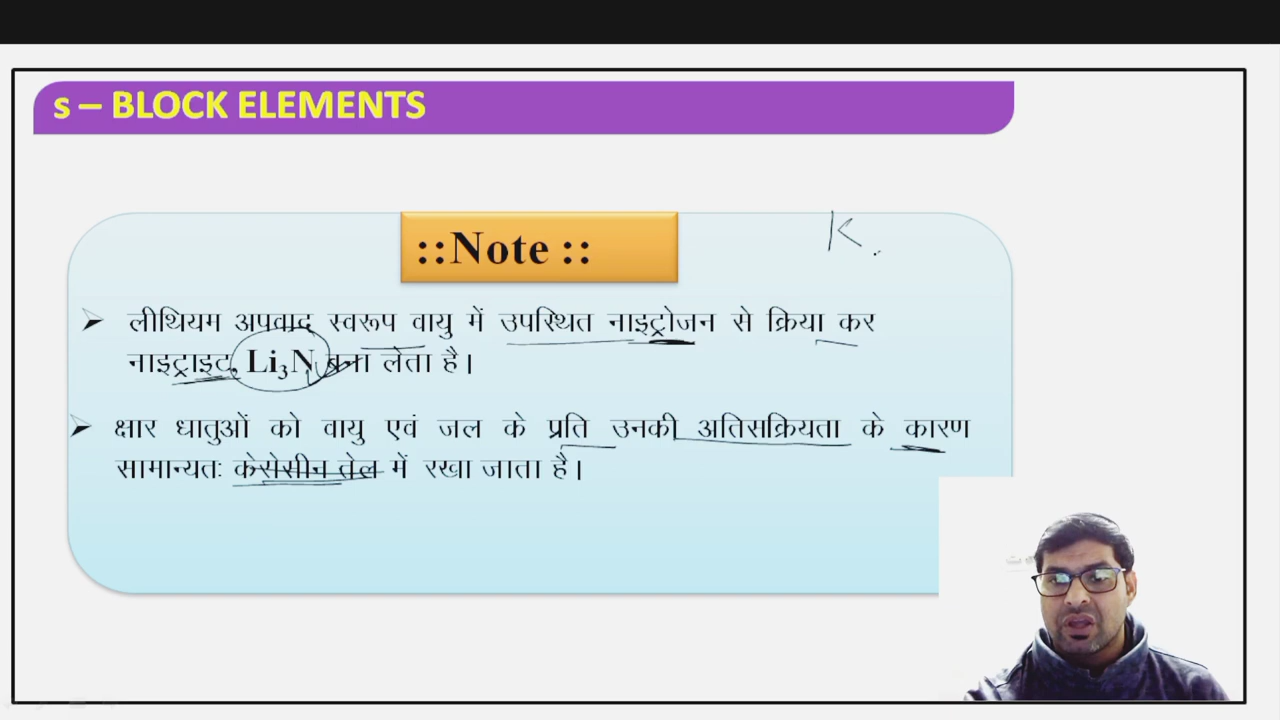 s – BLOCK ELEMENTS
K.
::Note ::
लीथियम अपवाद स्वरूप वायु में उपस्थित नाइट्रोजन से क्रिया कर
नाइट्राइट, Li₃N बना लेता है।
क्षार धातुओं को वायु एवं जल के प्रति उनकी अतिसक्रियता के कारण
सामान्यतः केरोसीन तेल में रखा जाता है।